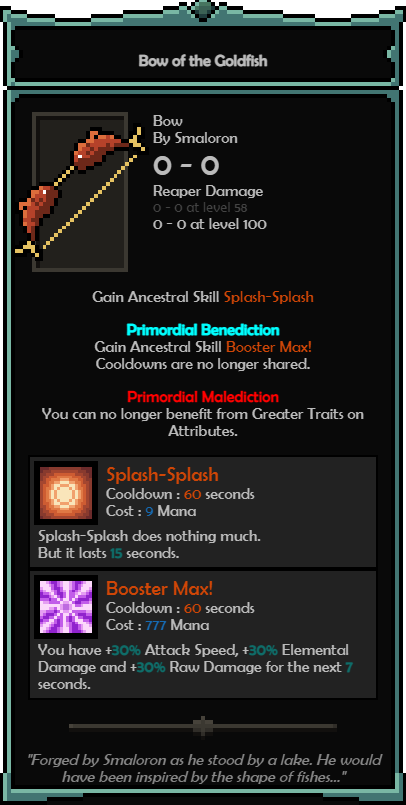 Bow of the Goldfish
Bow
By Smaloron
0 - 0
Reaper Damage
0 - 0 at level 58
0 - 0 at level 100
Gain Ancestral Skill Splash-Splash
Primordial Benediction
Gain Ancestral Skill Booster Max!
Cooldowns are no longer shared.
Primordial Malediction
You can no longer benefit from Greater Traits on
Attributes.
Splash-Splash
Cooldown : 60 seconds
Cost : 9 Mana
Splash-Splash does nothing much.
But it lasts 15 seconds.
Booster Max!
Cooldown : 60 seconds
Cost : 777 Mana
You have +30% Attack Speed, +30% Elemental
Damage and +30% Raw Damage for the next 7
seconds.
"Forged by Smaloron as he stood by a lake. He would
have been inspired by the shape of fishes..."